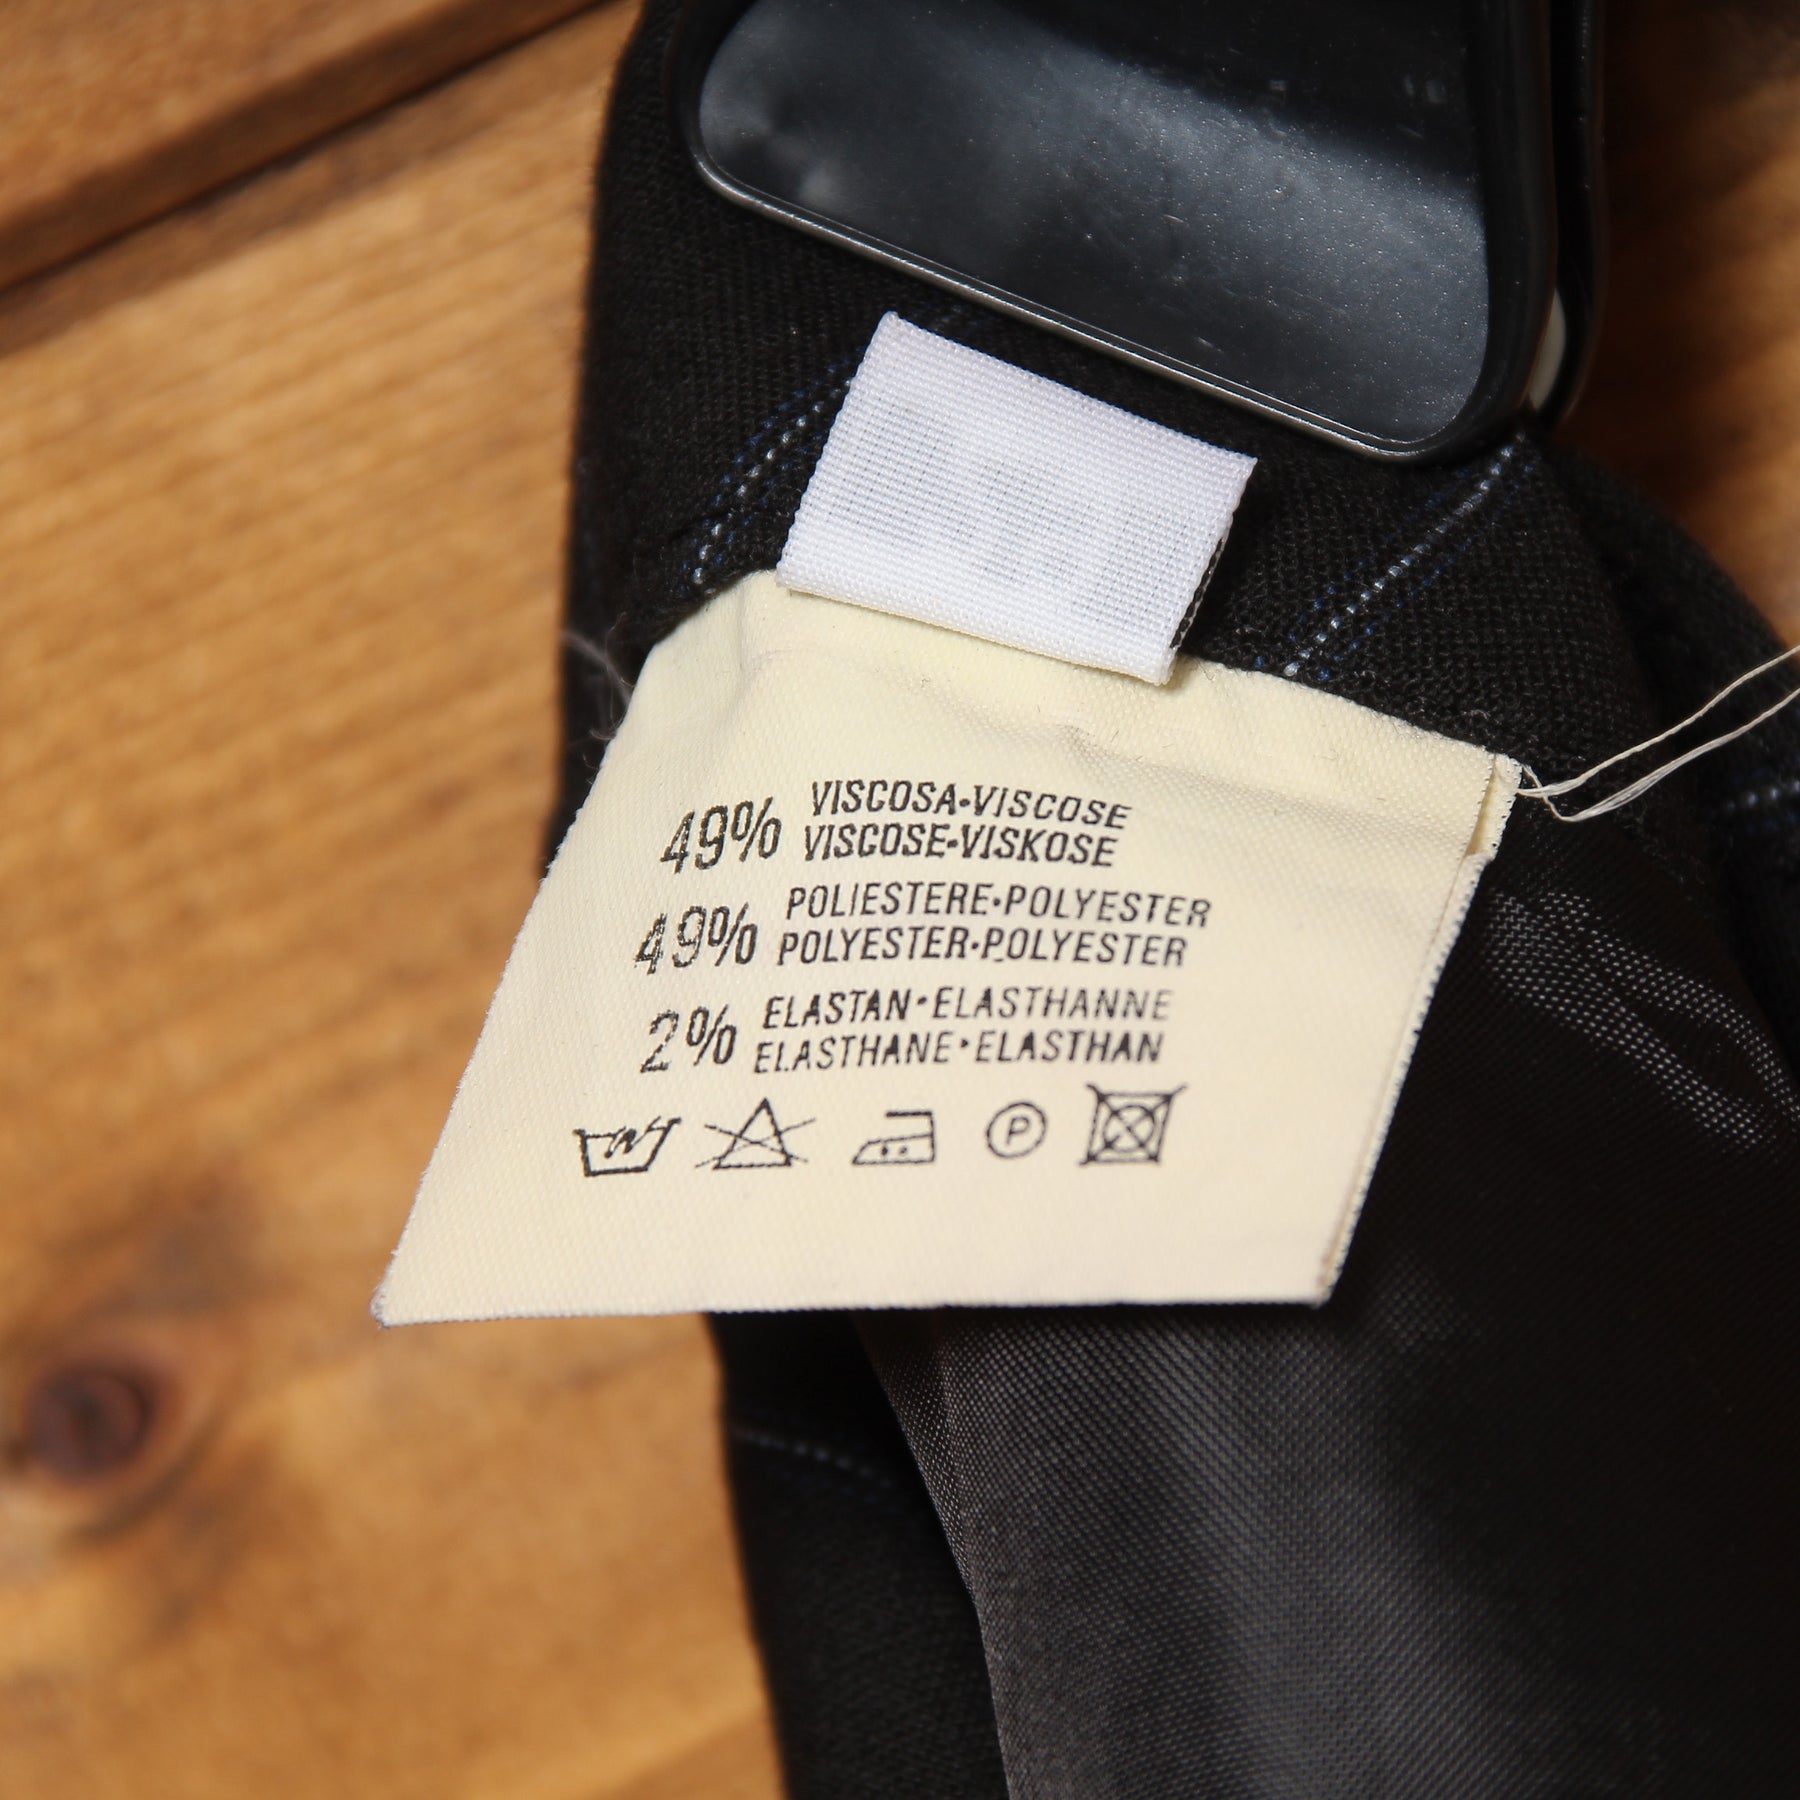 49% VISCOSA•VISCOSE
VISCOSE•VISKOSE
49% POLIESTERE•POLYESTER
POLYESTER•POLYESTER
2% ELASTAN•ELASTHANNE
ELASTHANE•ELASTHAN
P